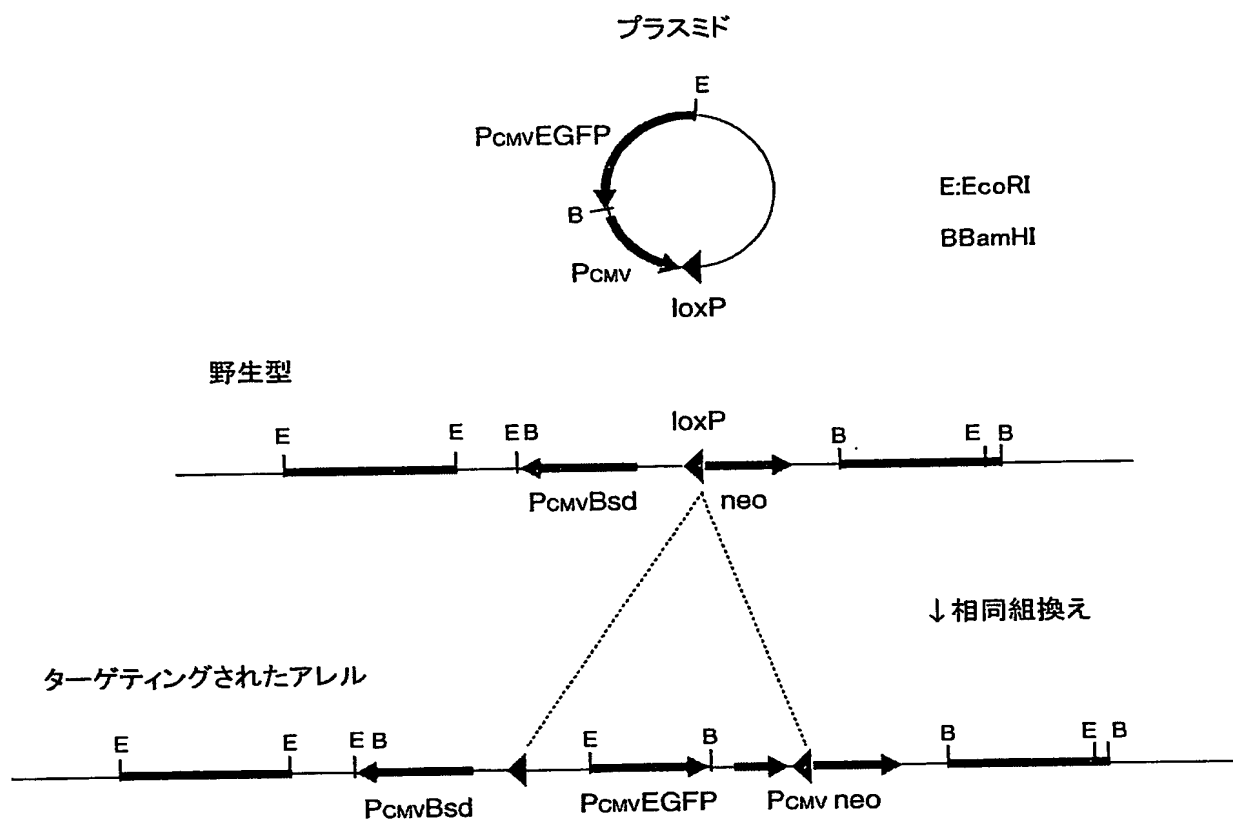 プラスミド
E
PCMVEGFP
B
PCMV
loxP
E:EcoRI
BBamHI
野生型
E E E B loxP B E B
PCMVBsd neo
↓相同組換え
ターゲティングされたアレル
E E E B E B B E B
PCMVBsd PCMVEGFP PCMV neo